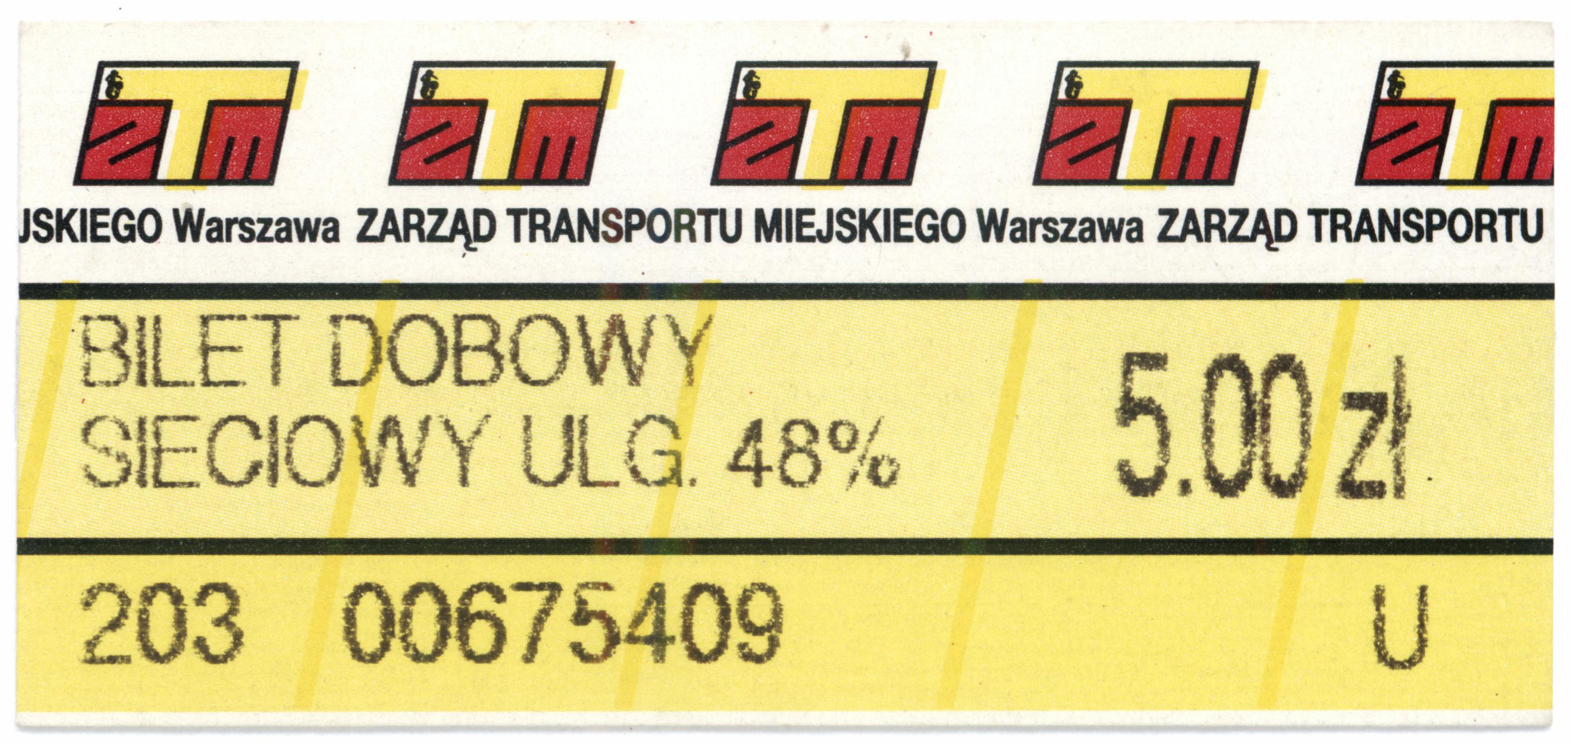 ZTM ZTM ZTM ZTM ZTM
JSKIEGO Warszawa ZARZĄD TRANSPORTU MIEJSKIEGO Warszawa ZARZĄD TRANSPORTU
BILET DOBOWY
SIECIOWY ULG. 48%
5.00 zł
203 00675409 U